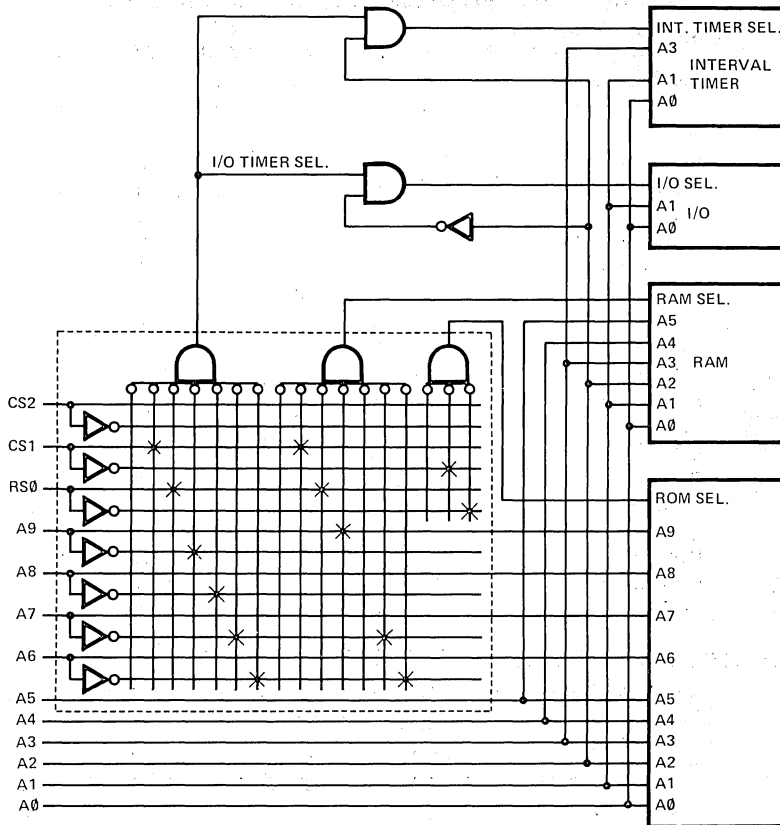 INT. TIMER SEL.
A3
INTERVAL
TIMER
A1
AØ
I/O TIMER SEL.
I/O SEL.
A1
I/O
AØ
RAM SEL.
A5
A4
A3 RAM
A2
A1
AØ
CS2
CS1
RSØ
A9
A8
A7
A6
A5
A4
A3
A2
A1
AØ
ROM SEL.
A9
A8
A7
A6
A5
A4
A3
A2
A1
AØ